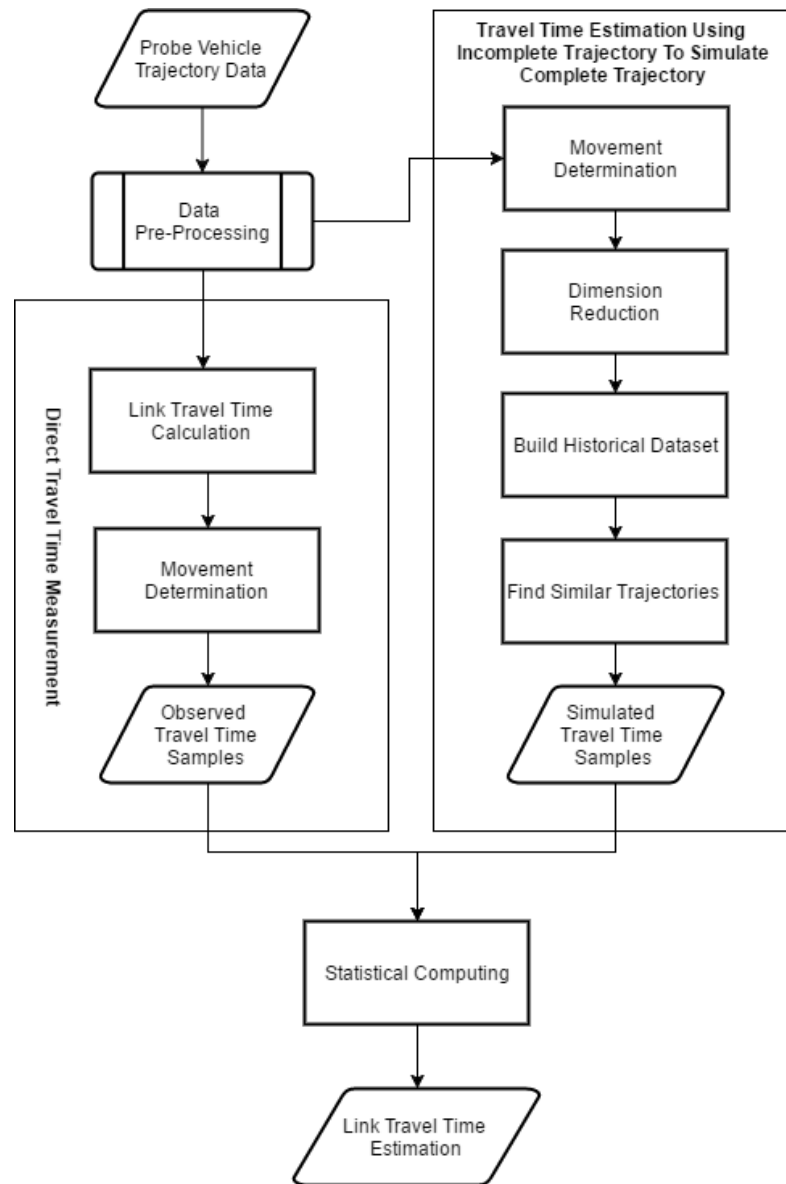 Probe Vehicle
Trajectory Data
Data
Pre-Processing
Direct Travel Time Measurement
Link Travel Time
Calculation
Movement
Determination
Observed
Travel Time
Samples
Travel Time Estimation Using
Incomplete Trajectory To Simulate
Complete Trajectory
Movement
Determination
Dimension
Reduction
Build Historical Dataset
Find Similar Trajectories
Simulated
Travel Time
Samples
Statistical Computing
Link Travel Time
Estimation